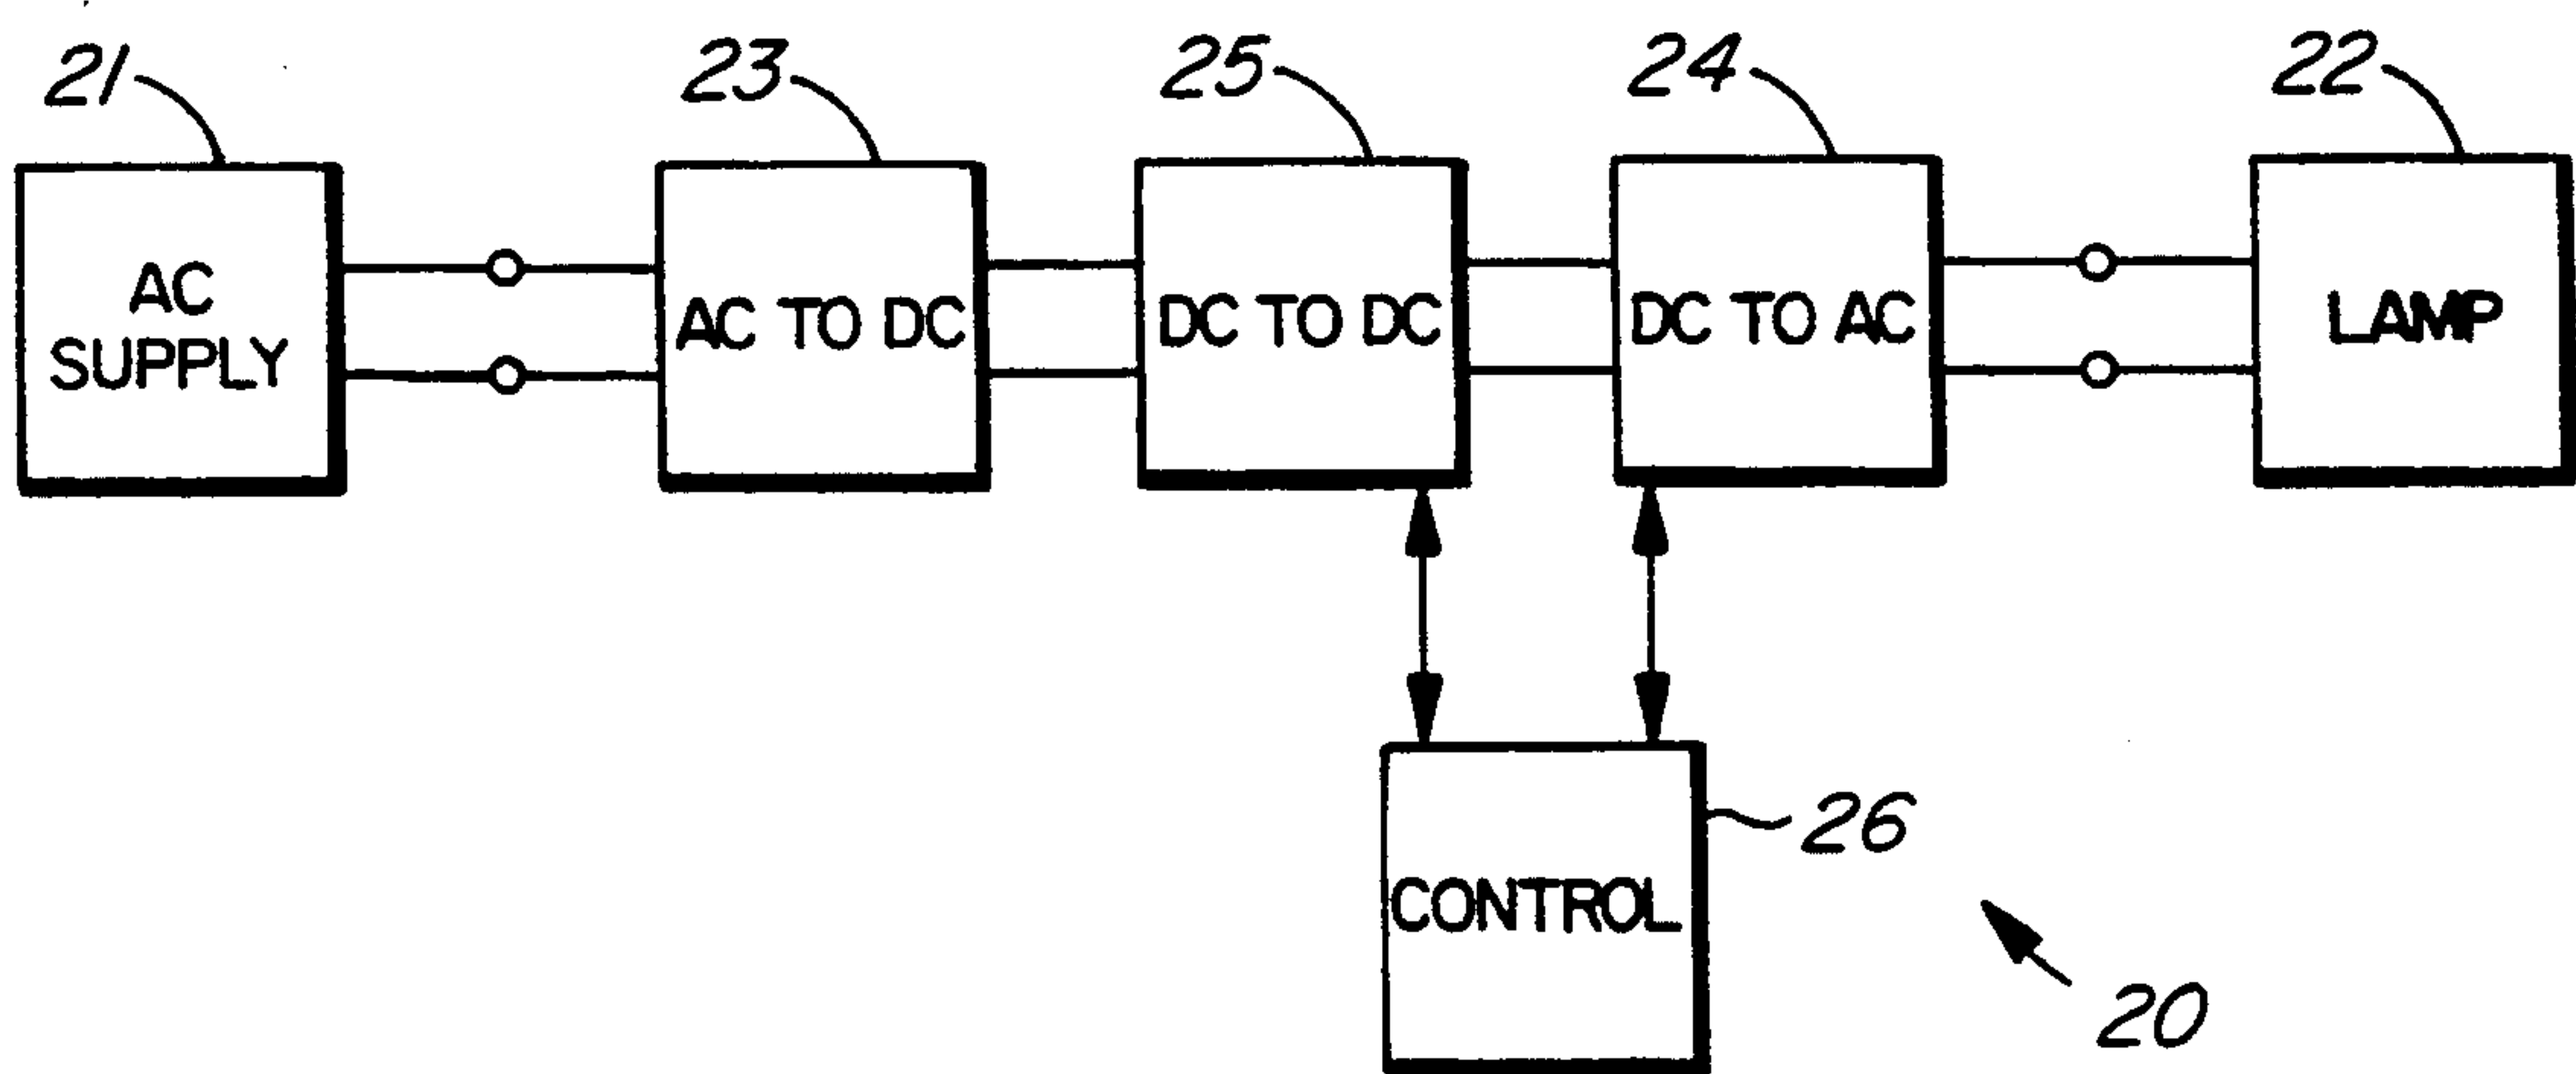 21
23
25
24
22
AC
SUPPLY
AC TO DC
DC TO DC
DC TO AC
LAMP
26
CONTROL
20